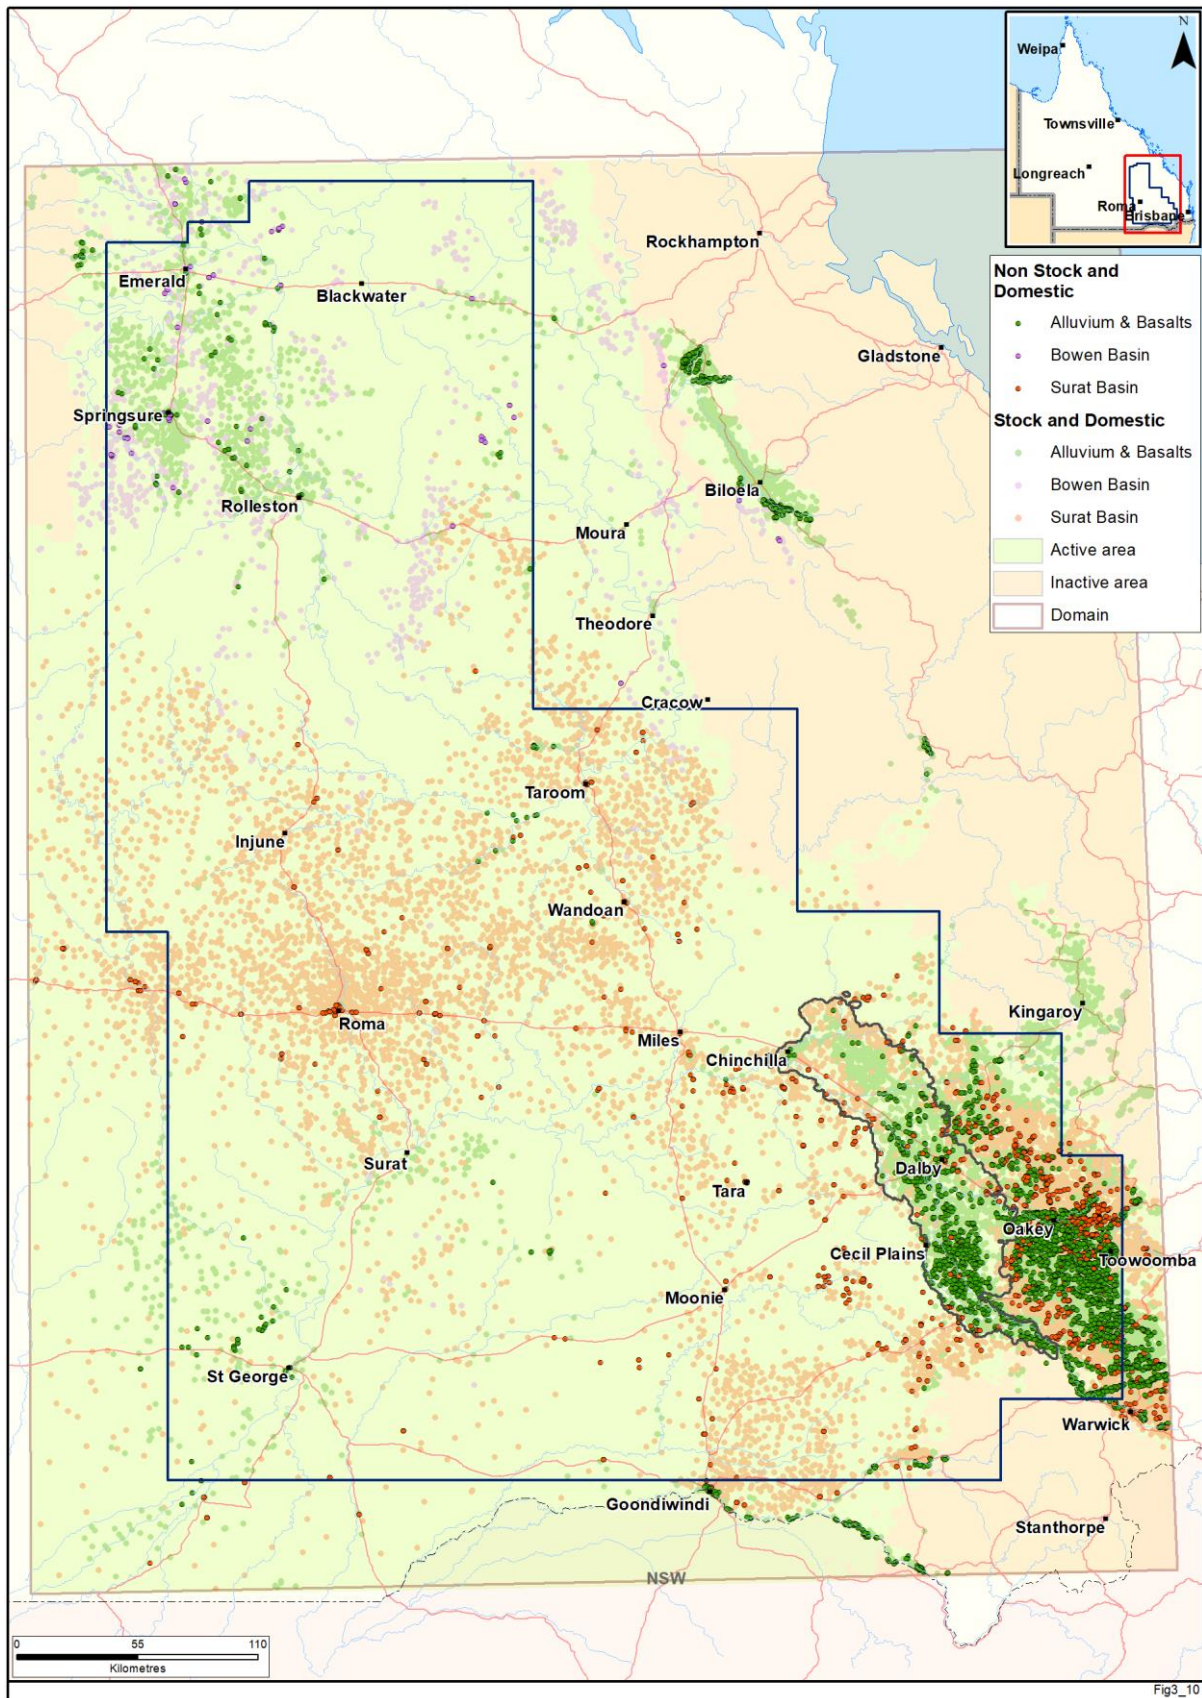 N
Weipa
Townsville
Longreach
Roma
Brisbane
Non Stock and
Domestic
Alluvium & Basalts
Bowen Basin
Surat Basin
Stock and Domestic
Alluvium & Basalts
Bowen Basin
Surat Basin
Active area
Inactive area
Domain
Rockhampton
Emerald
Blackwater
Gladstone
Springsure
Biloela
Rolleston
Moura
Theodore
Cracow
Taroom
Injune
Wandoan
Roma
Kingaroy
Miles
Chinchilla
Surat
Dalby
Tara
Oakey
Cecil Plains
Toowoomba
Moonie
St George
Warwick
Goondiwindi
Stanthorpe
NSW
0 55 110
Kilometres
Fig3_10